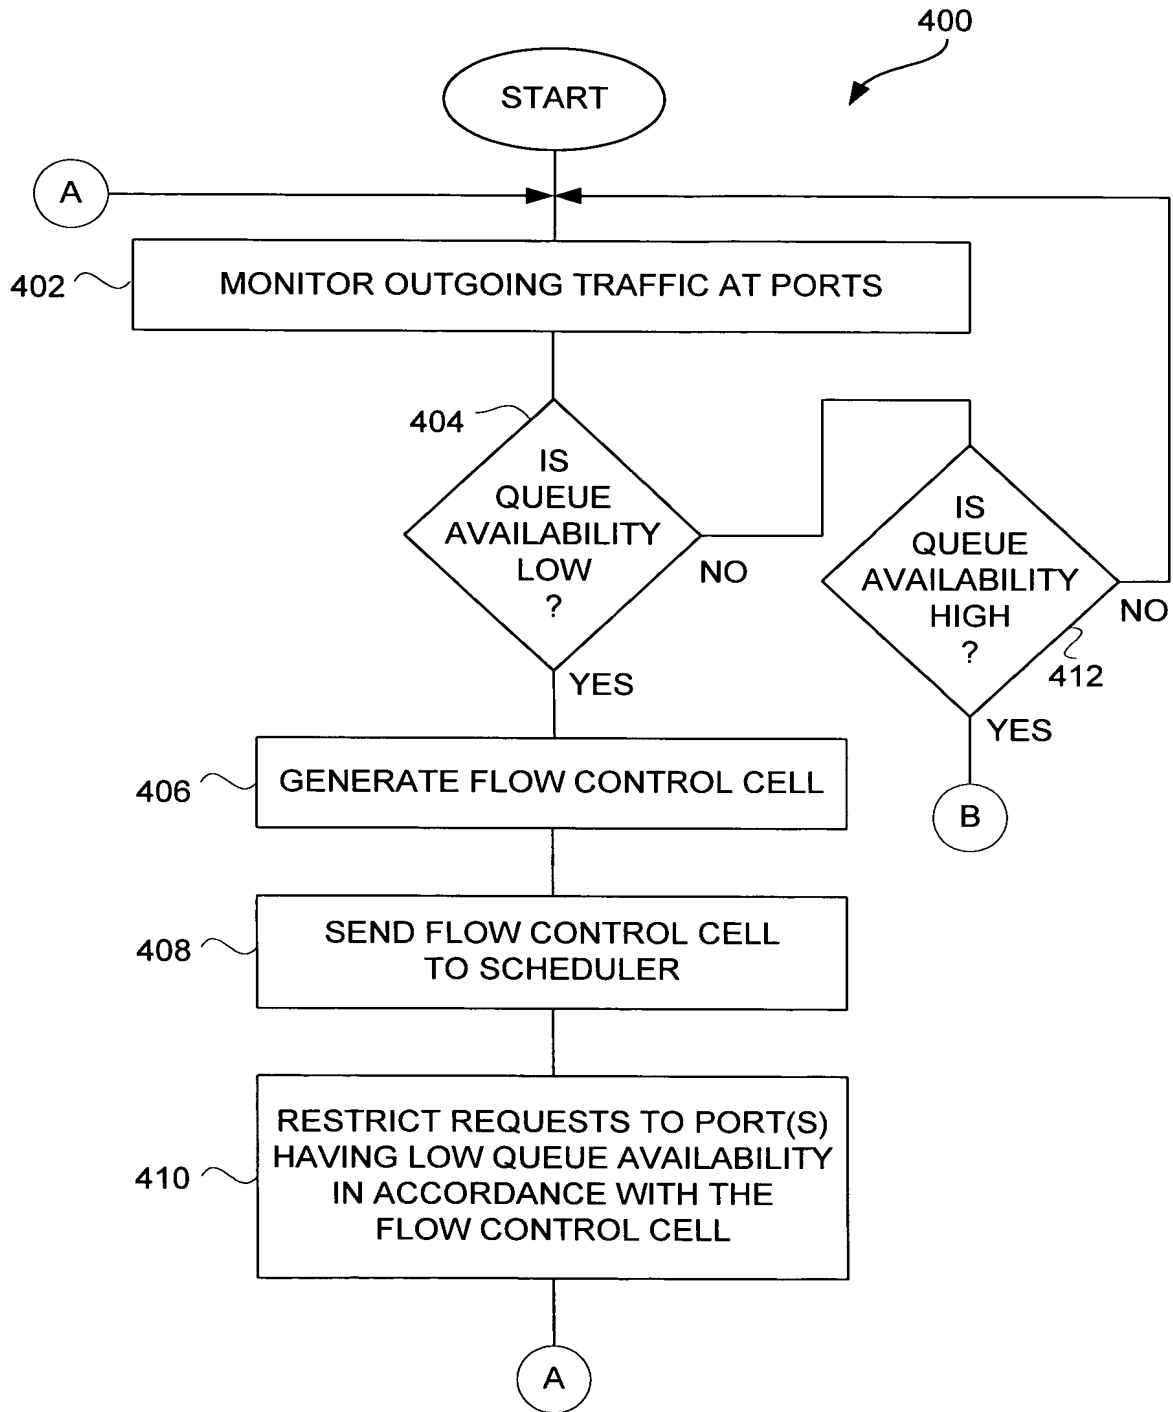 400
START
A
402
MONITOR OUTGOING TRAFFIC AT PORTS
404
IS
QUEUE
AVAILABILITY
LOW
?
NO
YES
IS
QUEUE
AVAILABILITY
HIGH
?
NO
412
YES
B
406
GENERATE FLOW CONTROL CELL
408
SEND FLOW CONTROL CELL
TO SCHEDULER
410
RESTRICT REQUESTS TO PORT(S)
HAVING LOW QUEUE AVAILABILITY
IN ACCORDANCE WITH THE
FLOW CONTROL CELL
A